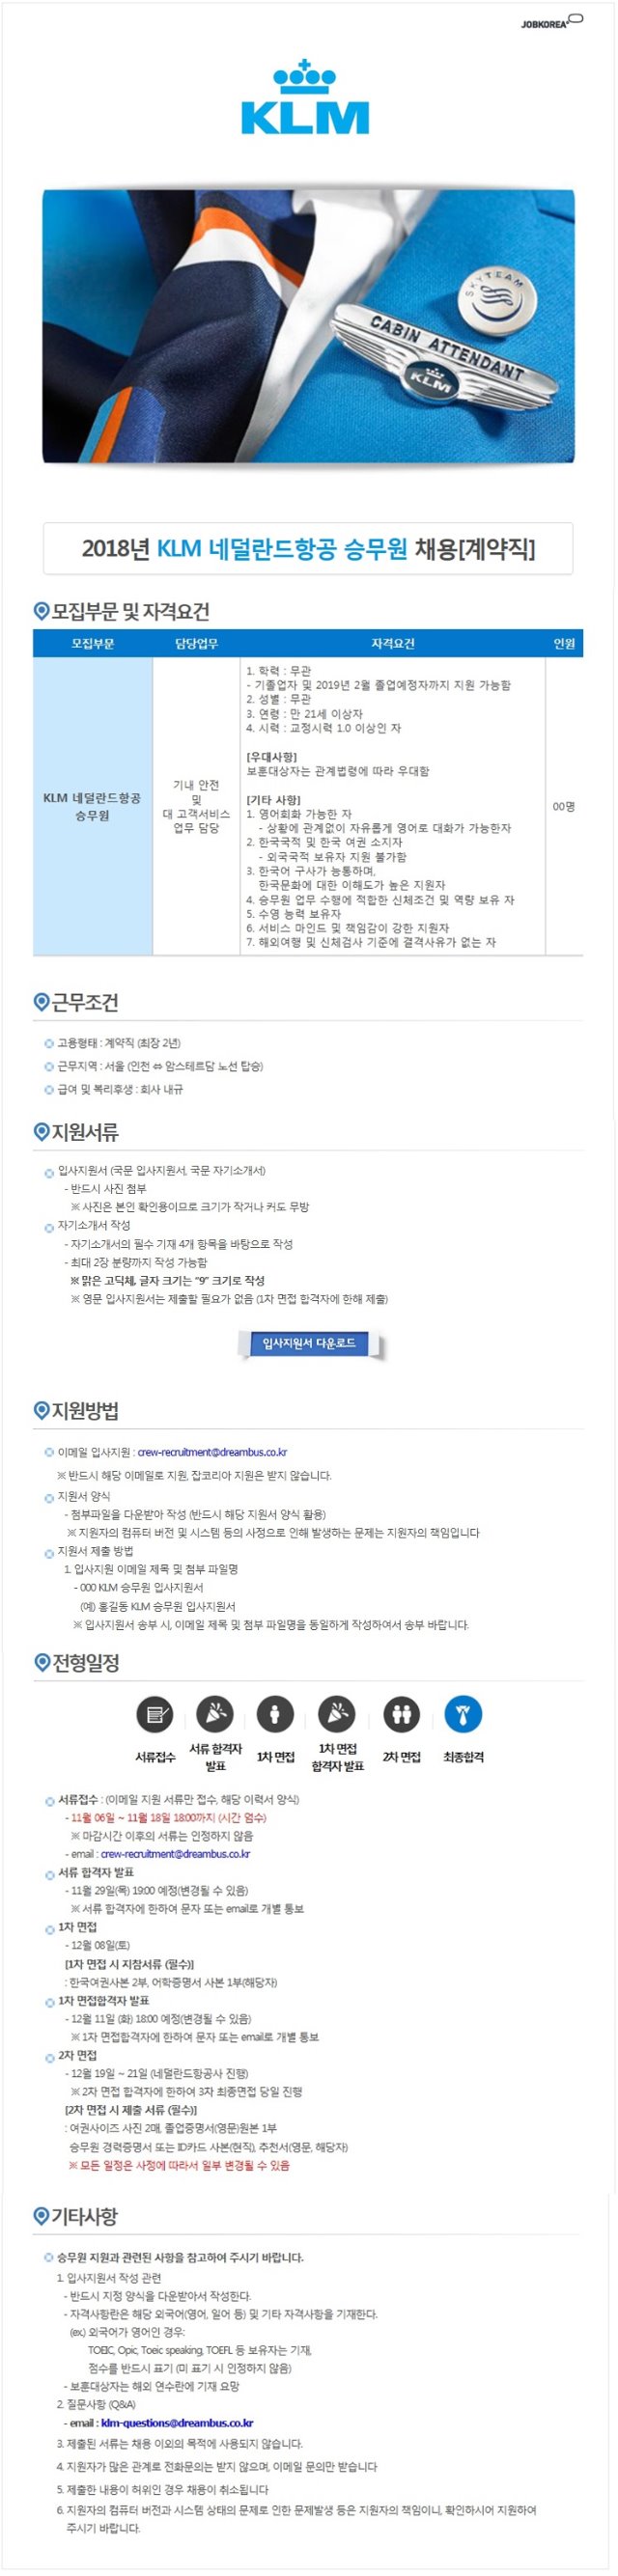 JOBKOREA
KLM
SKYTEAM
CABIN ATTENDANT
KLM
2018년 KLM 네덜란드항공 승무원 채용[계약직]
모집부문 및 자격요건
모집부문 담당업무 자격요건 인원
KLM 네덜란드항공
승무원
기내 안전
및
대 고객서비스
업무 담당
1. 학력 : 무관
- 기졸업자 및 2019년 2월 졸업예정자까지 지원 가능함
2. 성별 : 무관
3. 연령 : 만 21세 이상자
4. 시력 : 교정시력 1.0 이상인 자
[우대사항]
보훈대상자는 관계법령에 따라 우대함
[기타 사항]
1. 영어회화 가능한 자
- 상황에 관계없이 자유롭게 영어로 대화가 가능한자
2. 한국국적 및 한국 여권 소지자
- 외국국적 보유자 지원 불가함
3. 한국어 구사가 능통하며,
한국문화에 대한 이해도가 높은 지원자
4. 승무원 업무 수행에 적합한 신체조건 및 역량 보유 자
5. 수영 능력 보유자
6. 서비스 마인드 및 책임감이 강한 지원자
7. 해외여행 및 신체검사 기준에 결격사유가 없는 자
00명
근무조건
고용형태 : 계약직 (최장 2년)
근무지역 : 서울 (인천 ⇔ 암스테르담 노선 탑승)
급여 및 복리후생 : 회사 내규
지원서류
입사지원서 (국문 입사지원서, 국문 자기소개서)
- 반드시 사진 첨부
※ 사진은 본인 확인용이므로 크기가 작거나 커도 무방
자기소개서 작성
- 자기소개서의 필수 기재 4개 항목을 바탕으로 작성
- 최대 2장 분량까지 작성 가능함
※ 맑은 고딕체, 글자 크기는 "9" 크기로 작성
※ 영문 입사지원서는 제출할 필요가 없음 (1차 면접 합격자에 한해 제출)
입사지원서 다운로드
지원방법
이메일 입사지원 : crew-recruitment@dreambus.co.kr
※ 반드시 해당 이메일로 지원, 잡코리아 지원은 받지 않습니다.
지원서 양식
- 첨부파일을 다운받아 작성 (반드시 해당 지원서 양식 활용)
※ 지원자의 컴퓨터 버전 및 시스템 등의 사정으로 인해 발생하는 문제는 지원자의 책임입니다
지원서 제출 방법
1. 입사지원 이메일 제목 및 첨부 파일명
- 000 KLM 승무원 입사지원서
(예) 홍길동 KLM 승무원 입사지원서
※ 입사지원서 송부 시, 이메일 제목 및 첨부 파일명을 동일하게 작성하여서 송부 바랍니다.
전형일정
서류접수
서류 합격자
발표
1차 면접
1차 면접
합격자 발표
2차 면접
최종합격
서류접수 : (이메일 지원 서류만 접수, 해당 이력서 양식)
- 11월 06일 ~ 11월 18일 18:00까지 (시간 엄수)
※ 마감시간 이후의 서류는 인정하지 않음
- email : crew-recruitment@dreambus.co.kr
서류 합격자 발표
- 11월 29일(목) 19:00 예정(변경될 수 있음)
※ 서류 합격자에 한하여 문자 또는 email로 개별 통보
1차 면접
- 12월 08일(토)
[1차 면접 시 지참서류 (필수)]
: 한국여권사본 2부, 어학증명서 사본 1부(해당자)
1차 면접합격자 발표
- 12월 11일 (화) 18:00 예정(변경될 수 있음)
※ 1차 면접합격자에 한하여 문자 또는 email로 개별 통보
2차 면접
- 12월 19일 ~ 21일 (네덜란드항공사 진행)
※ 2차 면접 합격자에 한하여 3차 최종면접 당일 진행
[2차 면접 시 제출 서류 (필수)]
: 여권사이즈 사진 2매, 졸업증명서(영문)원본 1부
승무원 경력증명서 또는 ID카드 사본(현직), 추천서(영문, 해당자)
※ 모든 일정은 사정에 따라서 일부 변경될 수 있음
기타사항
승무원 지원과 관련된 사항을 참고하여 주시기 바랍니다.
1. 입사지원서 작성 관련
- 반드시 지정 양식을 다운받아서 작성한다.
- 자격사항란은 해당 외국어(영어, 일어 등) 및 기타 자격사항을 기재한다.
(ex) 외국어가 영어인 경우:
TOEIC, Opic, Toeic speaking, TOEFL 등 보유자는 기재,
점수를 반드시 표기 (미 표기 시 인정하지 않음)
- 보훈대상자는 해외 연수란에 기재 요망
2. 질문사항 (Q&A)
- email : klm-questions@dreambus.co.kr
3. 제출된 서류는 채용 이외의 목적에 사용되지 않습니다.
4. 지원자가 많은 관계로 전화문의는 받지 않으며, 이메일 문의만 받습니다
5. 제출한 내용이 허위인 경우 채용이 취소됩니다
6. 지원자의 컴퓨터 버전과 시스템 상태의 문제로 인한 문제발생 등은 지원자의 책임이니, 확인하시어 지원하여
주시기 바랍니다.